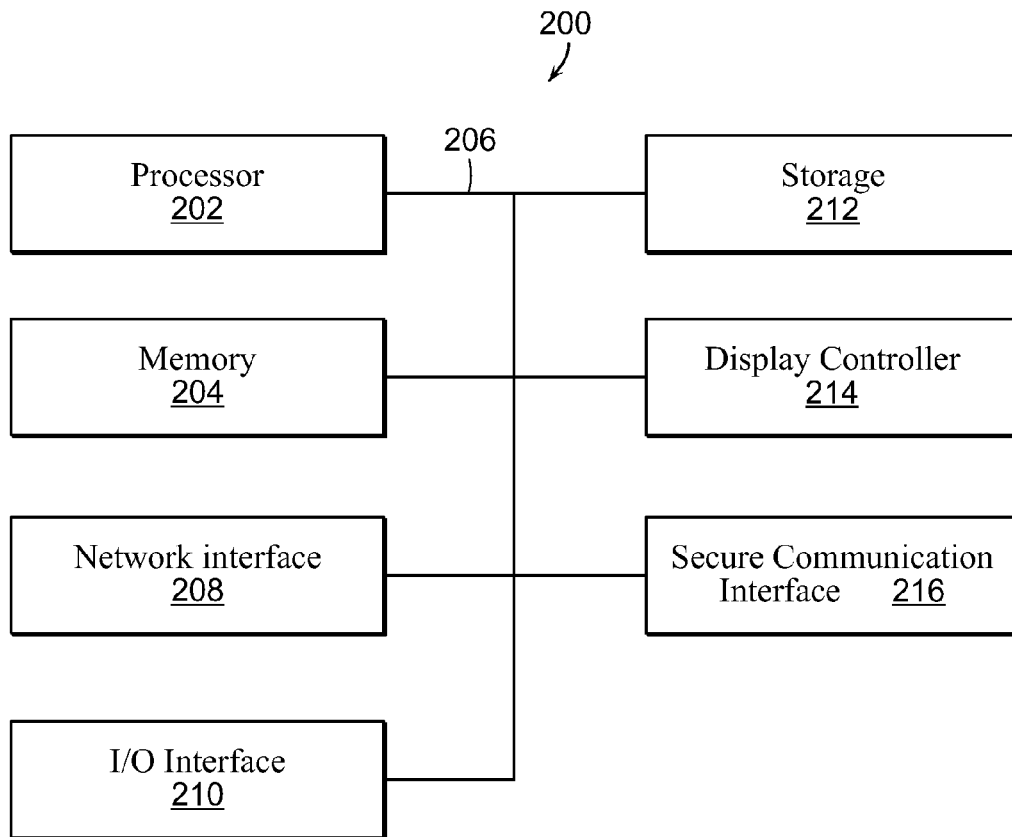 200
206
Processor
202
Storage
212
Memory
204
Display Controller
214
Network interface
208
Secure Communication
Interface 216
I/O Interface
210